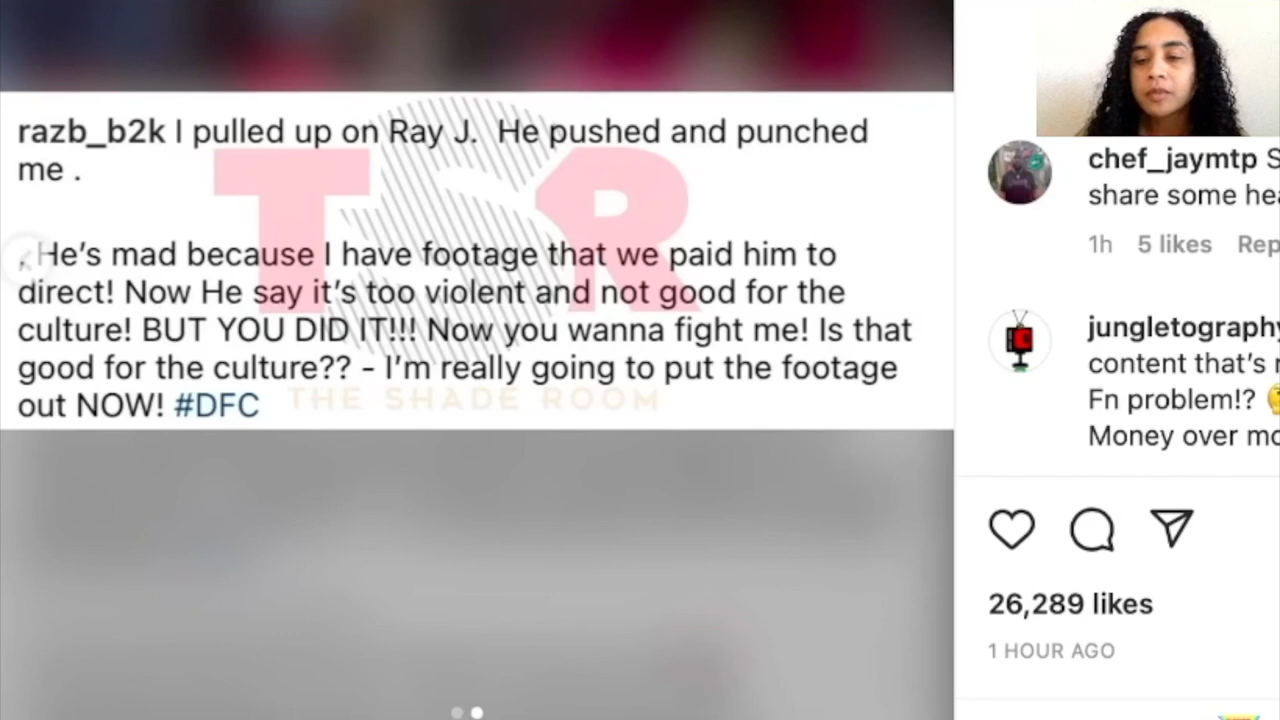 razb_b2k I pulled up on Ray J. He pushed and punched
me .
He's mad because I have footage that we paid him to
direct! Now He say it's too violent and not good for the
culture! BUT YOU DID IT!!! Now you wanna fight me! Is that
good for the culture?? - I'm really going to put the footage
out NOW! #DFC
TSR
THE SHADE ROOM
chef_jaymtp S
share some hea
1h 5 likes Rep
jungletography
content that's
Fn problem!?
Money over mo
26,289 likes
1 HOUR AGO